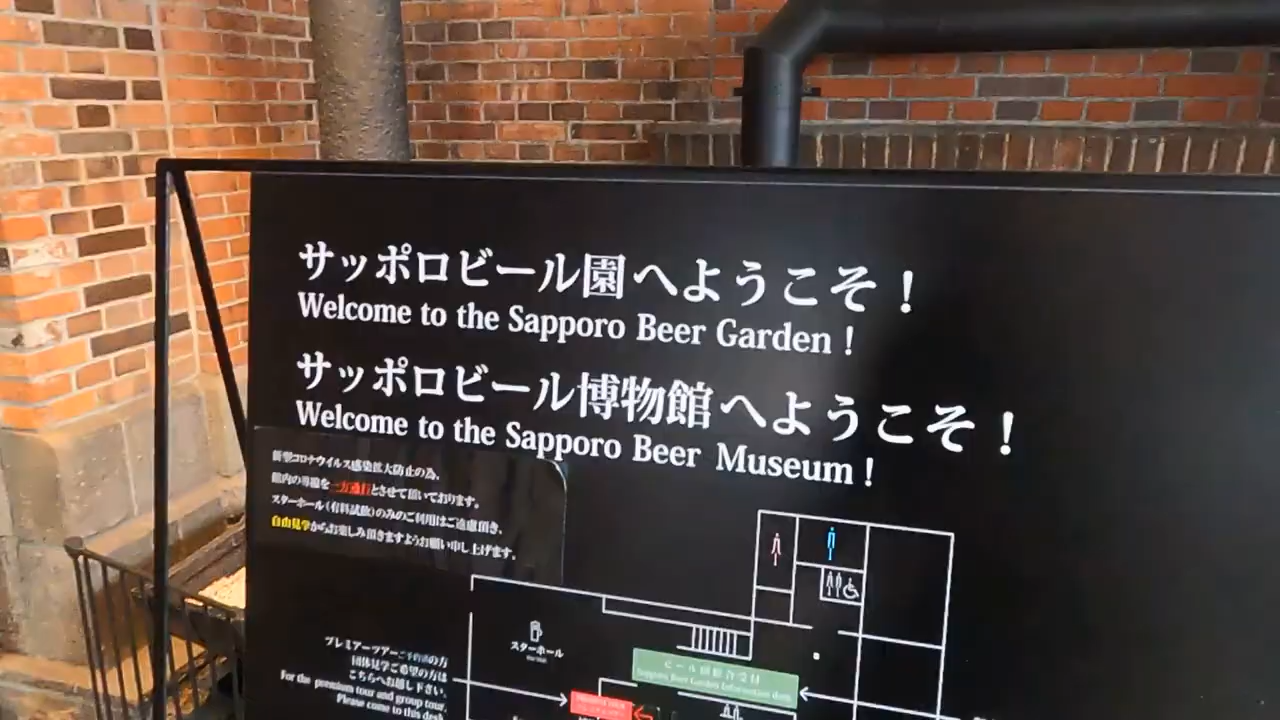 サッポロビール園へようこそ！
Welcome to the Sapporo Beer Garden !
サッポロビール博物館へようこそ！
Welcome to the Sapporo Beer Museum !
新型コロナウイルス感染拡大防止の為、
館内の導線を一方通行とさせて頂いております。
スターホール(有料試飲)のみのご利用はご遠慮頂き、
自由見学からお楽しみ頂きますようお願い申し上げます。
スターホール
ビール園総合受付
Sapporo Beer Garden Information desk
プレミアムツアーご予約済の方
団体見学ご希望の方は
こちらへお越し下さい。
For the premium tour and group tour,
Please come to this desk.